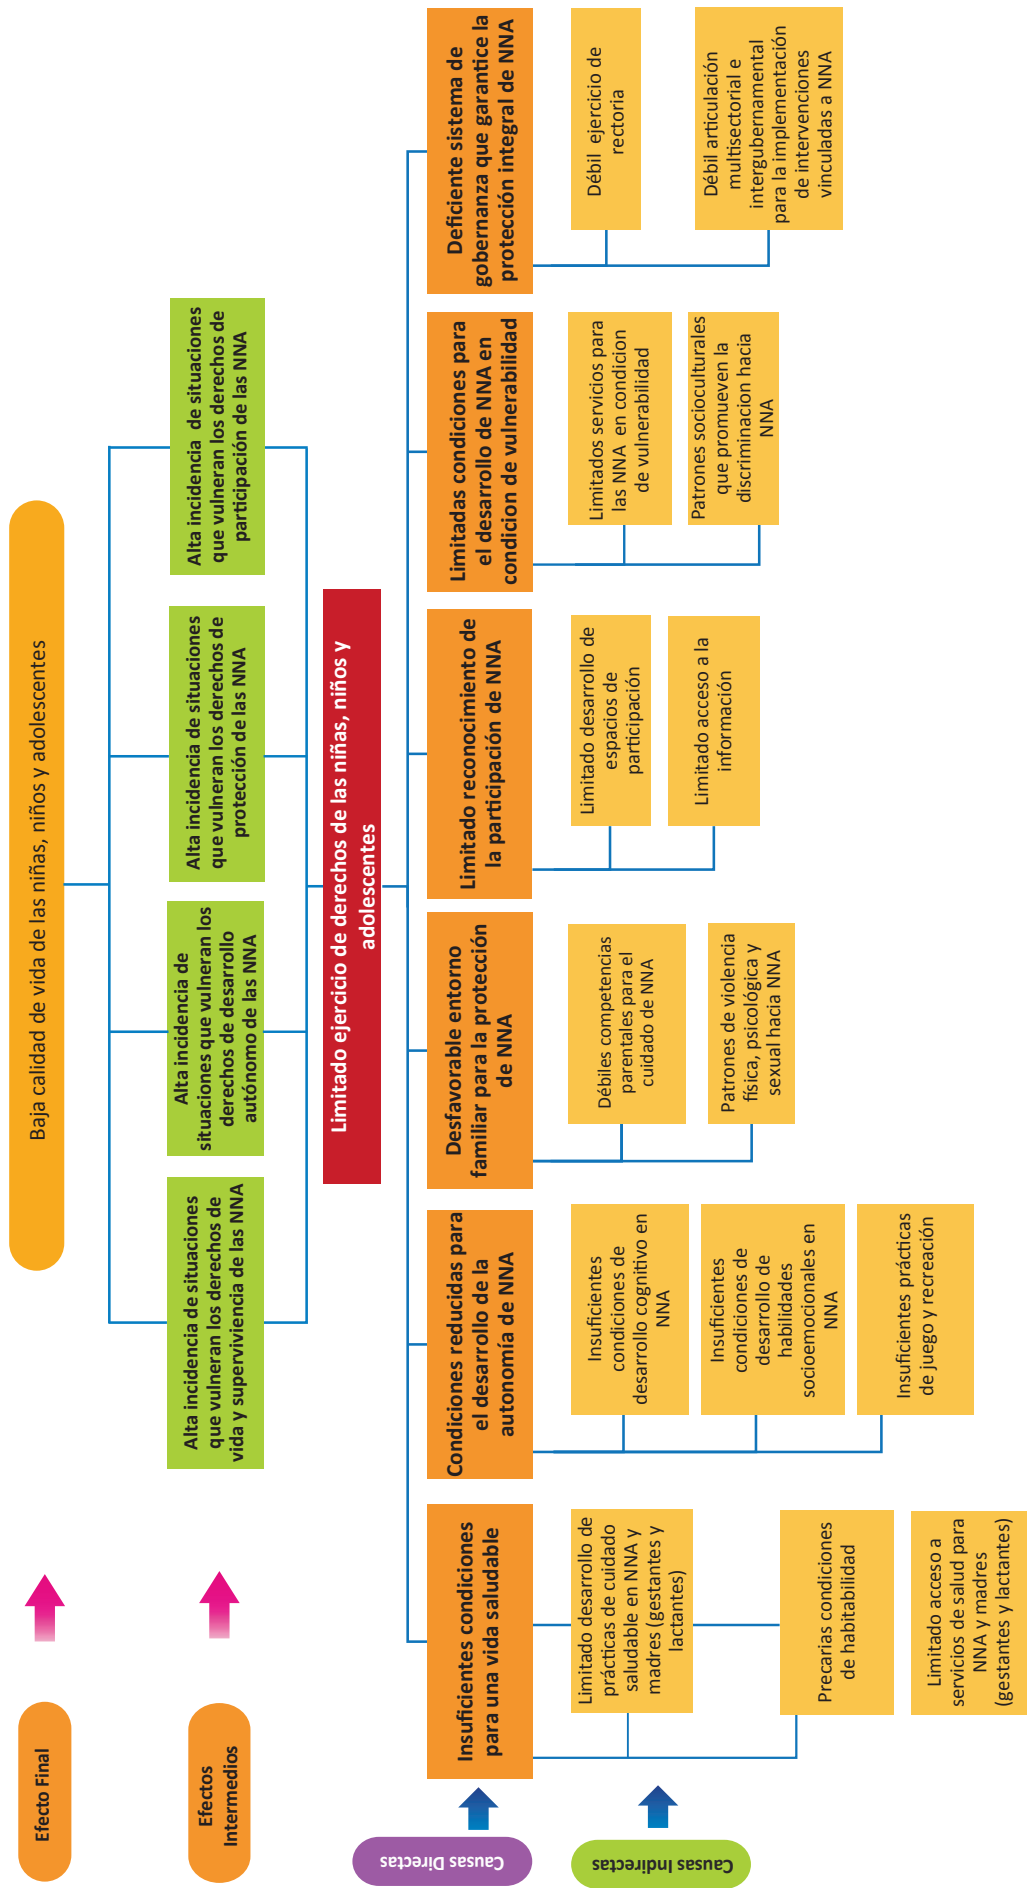 Efecto Final
Baja calidad de vida de las niñas, niños y adolescentes
Efectos
Intermedios
Alta incidencia de situaciones
que vulneran los derechos de
vida y superviviencia de las NNA
Alta incidencia de
situaciones que vulneran los
derechos de desarrollo
autónomo de las NNA
Alta incidencia de situaciones
que vulneran los derechos de
protección de las NNA
Alta incidencia  de situaciones
que vulneran los derechos de
participación de las NNA
Limitado ejercicio de derechos de las niñas, niños y
adolescentes
Causas Directas
Insuficientes condiciones
para una vida saludable
Condiciones reducidas para
el desarrollo de la
autonomía de NNA
Desfavorable entorno
familiar para la protección
de NNA
Limitado reconocimiento de
la participación de NNA
Limitadas condiciones para
el desarrollo de NNA en
condicion de vulnerabilidad
Deficiente sistema de
gobernanza que garantice la
protección integral de NNA
Causas Indirectas
Limitado desarrollo de
prácticas de cuidado
saludable en NNA y
madres (gestantes y
lactantes)
Precarias condiciones
de habitabilidad
Limitado acceso a
servicios de salud para
NNA y madres
(gestantes y lactantes)
Insuficientes
condiciones de
desarrollo cognitivo en
NNA
Insuficientes
condiciones de
desarrollo de
habilidades
socioemocionales en
NNA
Insuficientes prácticas
de juego y recreación
Débiles competencias
parentales para el
cuidado de NNA
Patrones de violencia
física, psicológica y
sexual hacia NNA
Limitado desarrollo de
espacios de
participación
Limitado acceso a la
información
Limitados servicios para
las NNA  en condicion
de vulnerabilidad
Patrones socioculturales
que promueven la
discriminacion hacia
NNA
Débil  ejercicio de
rectoria
Débil articulación
multisectorial e
intergubernamental
para la implementación
de intervenciones
vinculadas a NNA